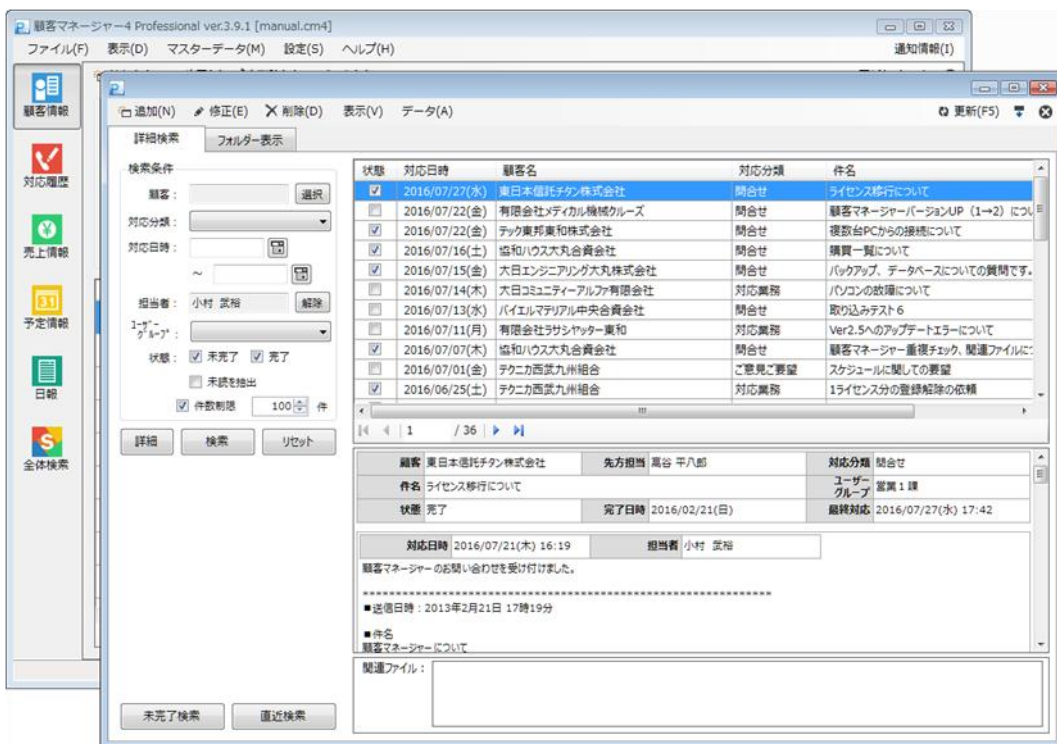 顧客マネージャー4 Professional ver.3.9.1 [manual.cm4]
ファイル(F) 表示(D) マスターデータ(M) 設定(S) ヘルプ(H) 通知情報(I)
顧客情報
対応履歴
売上情報
予定情報
日報
全体検索
追加(N) 修正(E) 削除(D) 表示(V) データ(A) 更新(F5)
詳細検索 フォルダー表示
検索条件
顧客: 選択
対応分類:
対応日時:
~
担当者: 小村 武裕 解除
ユーザーグループ:
状態: 未完了 完了
未読を抽出
件数制限 100 件
詳細 検索 リセット
未完了検索 直近検索
状態 対応日時 顧客名 対応分類 件名
2016/07/27(水) 東日本信託チタン株式会社 問合せ ライセンス移行について
2016/07/22(金) 有限会社メディカル機械クルーズ 問合せ 顧客マネージャーバージョンUP (1→2) につい
2016/07/22(金) テック東邦東和株式会社 問合せ 複数台PCからの接続について
2016/07/16(土) 協和ハウス大丸合資会社 問合せ 購買一覧について
2016/07/15(金) 大日エンジニアリング大丸株式会社 問合せ バックアップ、データベースについての質問です。
2016/07/14(木) 大日コミュニティーアルファ有限会社 対応業務 パソコンの故障について
2016/07/13(水) バイエルマテリアル中央合資会社 問合せ 取り込みテスト6
2016/07/11(月) 有限会社ラサシヤッター東和 対応業務 Ver2.5へのアップデートエラーについて
2016/07/07(木) 協和ハウス大丸合資会社 問合せ 顧客マネージャー重複チェック、関連ファイルに
2016/07/01(金) テクニカ西武九州組合 ご意見ご要望 スケジュールに関しての要望
2016/06/25(土) テクニカ西武九州組合 対応業務 1ライセンス分の登録解除の依頼
1 / 36
顧客 東日本信託チタン株式会社 先方担当 冨谷 平八郎 対応分類 問合せ
件名 ライセンス移行について ユーザーグループ 営業1課
状態 完了 完了日時 2016/02/21(日) 最終対応 2016/07/27(水) 17:42
対応日時 2016/07/21(木) 16:19 担当者 小村 武裕
顧客マネージャーのお問い合わせを受け付けました。
■送信日時:2013年2月21日 17時19分
■件名
顧客マネージャーについて
関連ファイル: